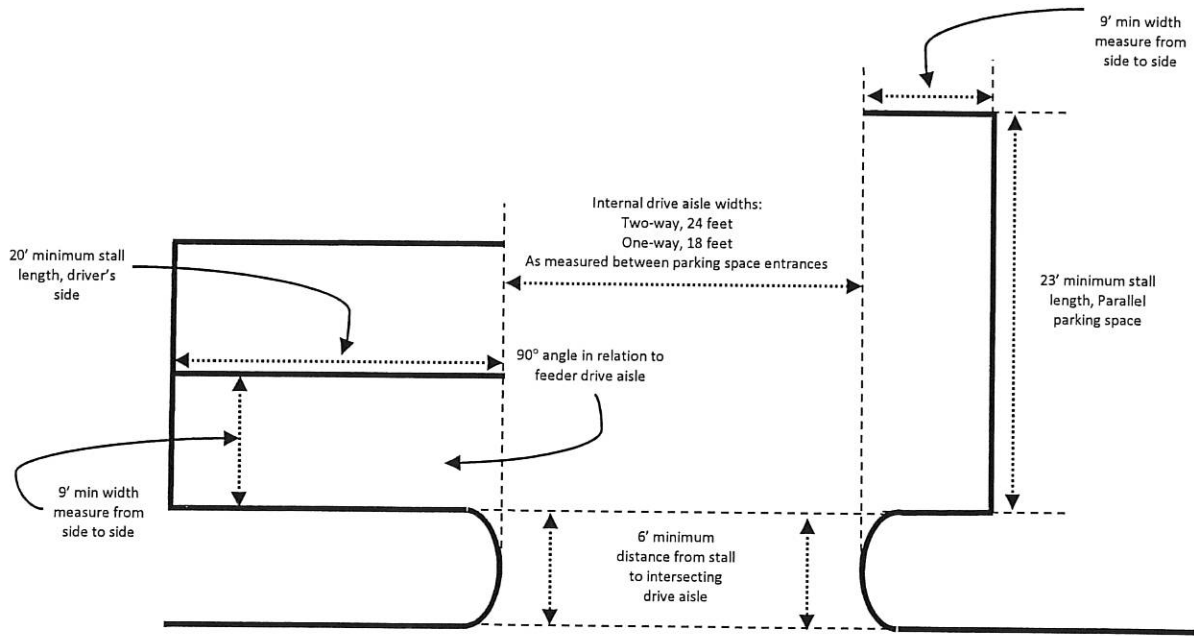 9' min width
measure from
side to side
Internal drive aisle widths:
Two-way, 24 feet
One-way, 18 feet
As measured between parking space entrances
20' minimum stall
length, driver's
side
23' minimum stall
length, Parallel
parking space
90° angle in relation to
feeder drive aisle
9' min width
measure from
side to side
6' minimum
distance from stall
to intersecting
drive aisle